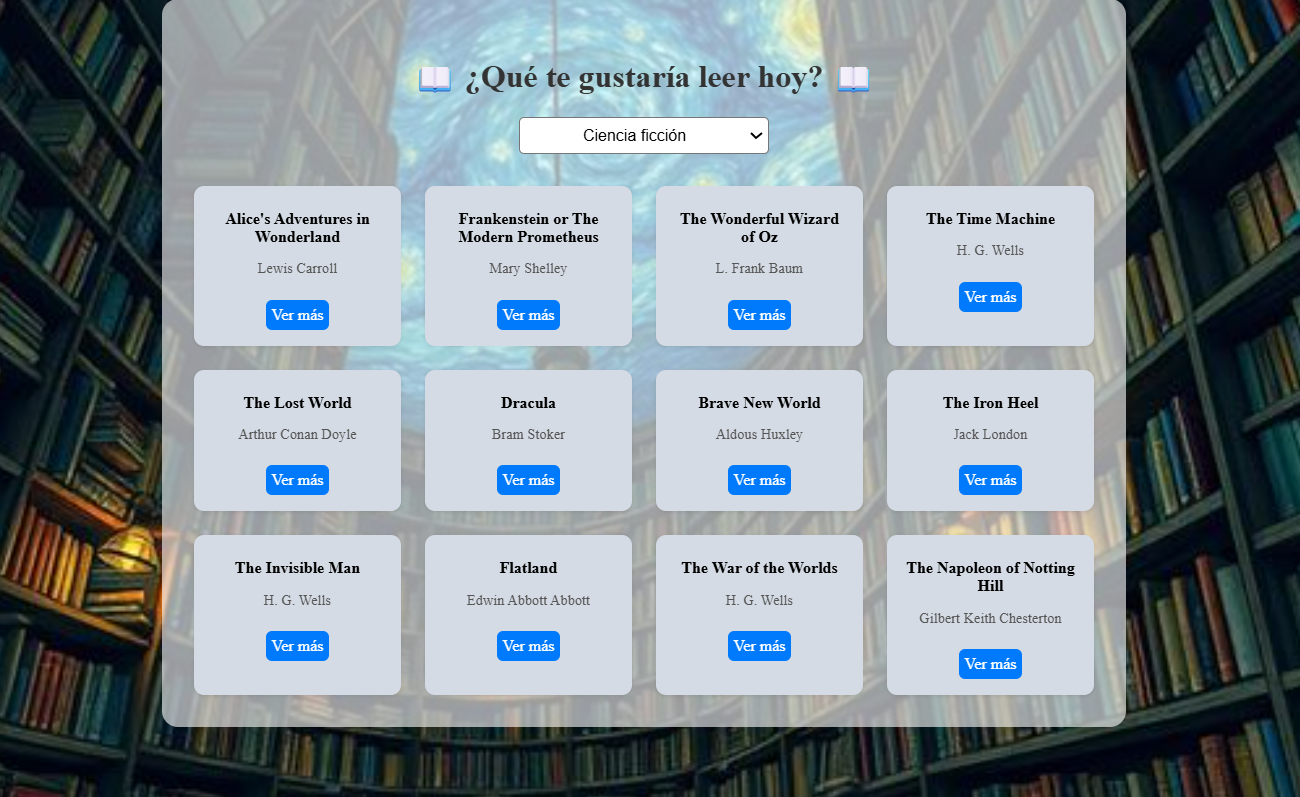 📖 ¿Qué te gustaría leer hoy? 📖
Ciencia ficción
Alice's Adventures in
Wonderland
Lewis Carroll
Ver más
Frankenstein or The
Modern Prometheus
Mary Shelley
Ver más
The Wonderful Wizard
of Oz
L. Frank Baum
Ver más
The Time Machine
H. G. Wells
Ver más
The Lost World
Arthur Conan Doyle
Ver más
Dracula
Bram Stoker
Ver más
Brave New World
Aldous Huxley
Ver más
The Iron Heel
Jack London
Ver más
The Invisible Man
H. G. Wells
Ver más
Flatland
Edwin Abbott Abbott
Ver más
The War of the Worlds
H. G. Wells
Ver más
The Napoleon of Notting
Hill
Gilbert Keith Chesterton
Ver más